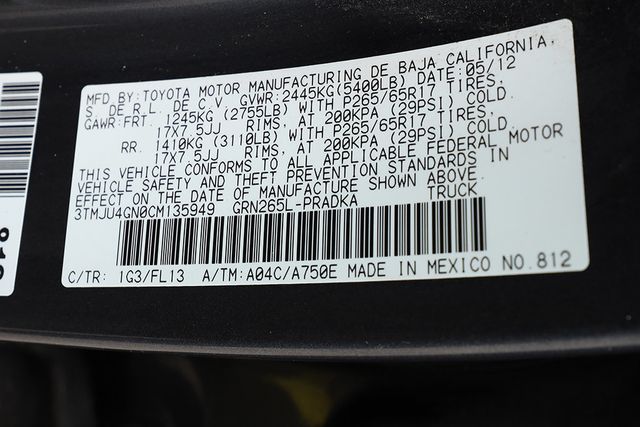 MFD BY:TOYOTA MOTOR MANUFACTURING DE BAJA CALIFORNIA,
S. DE R.L. DE C.V. GVWR:2445KG(5400LB) DATE:05/12
GAWR:FRT. 1245KG (2755LB) WITH P265/65R17 TIRES,
17X7.5JJ RIMS, AT 200KPA (29PSI) COLD.
RR. 1410KG (3110LB) WITH P265/65R17 TIRES,
17X7.5JJ RIMS, AT 200KPA (29PSI) COLD.
THIS VEHICLE CONFORMS TO ALL APPLICABLE FEDERAL MOTOR
VEHICLE SAFETY AND THEFT PREVENTION STANDARDS IN
EFFECT ON THE DATE OF MANUFACTURE SHOWN ABOVE.
3TMJU4GN0CM135949 GRN265L-PRADKA TRUCK
C/TR: 1G3/FL13 A/TM:A04C/A750E MADE IN MEXICO NO.812